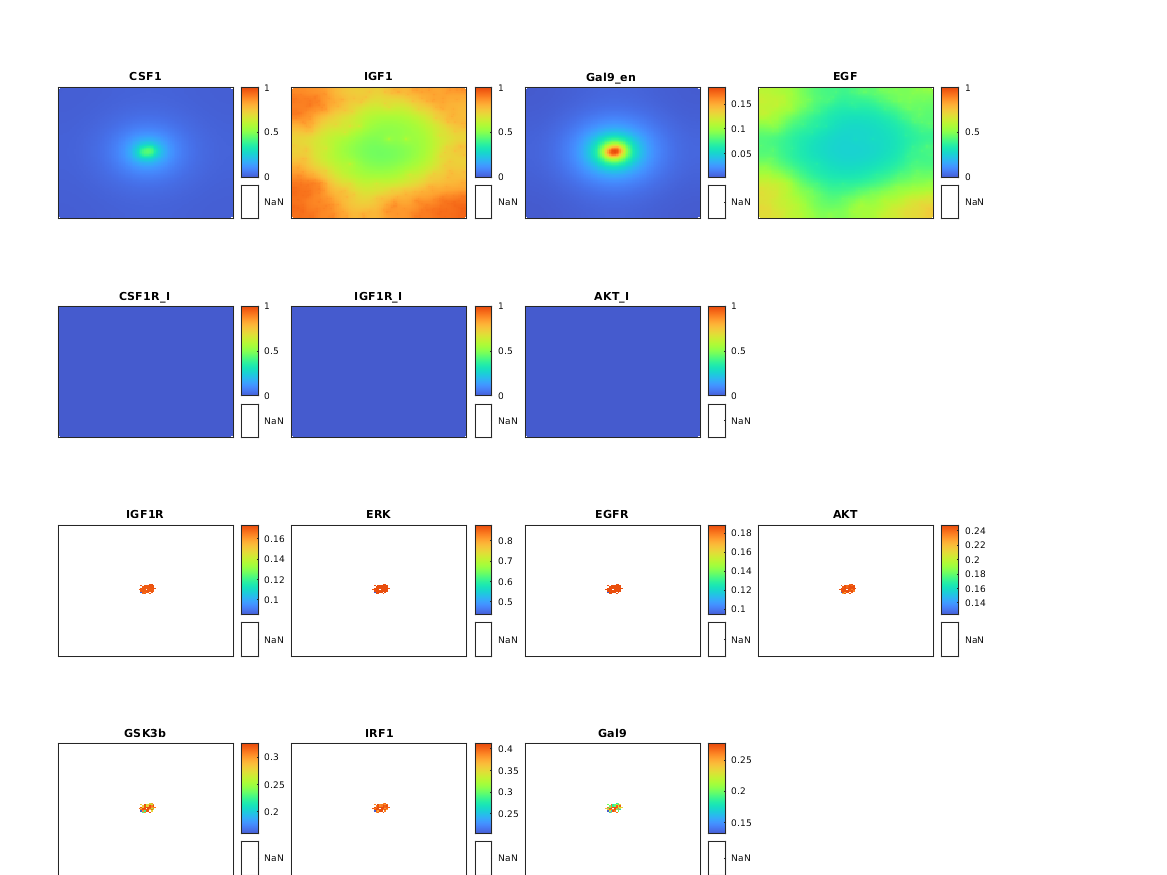 CSF1 IGF1 Gal9_en EGF
1 1 0.15 1
0.5 0.5 0.1 0.5
0 0 0.05 0
NaN NaN NaN NaN
CSF1R_I IGF1R_I AKT_I
1 1 1
0.5 0.5 0.5
0 0 0
NaN NaN NaN
IGF1R ERK EGFR AKT
0.16 0.8 0.18 0.24
0.14 0.7 0.16 0.22
0.12 0.6 0.14 0.2
0.1 0.5 0.12 0.18
0.1 0.16
0.14
NaN NaN NaN NaN
GSK3b IRF1 Gal9
0.3 0.4 0.25
0.25 0.35 0.2
0.2 0.3 0.15
0.25
NaN NaN NaN